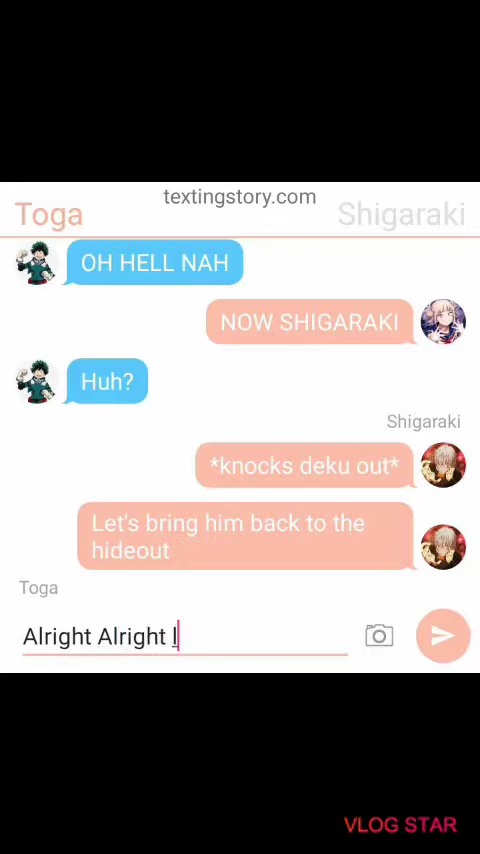 textingstory.com
Toga
Shigaraki
OH HELL NAH
NOW SHIGARAKI
Huh?
Shigaraki
*knocks deku out*
Let's bring him back to the
hideout
Toga
Alright Alright l
VLOG STAR